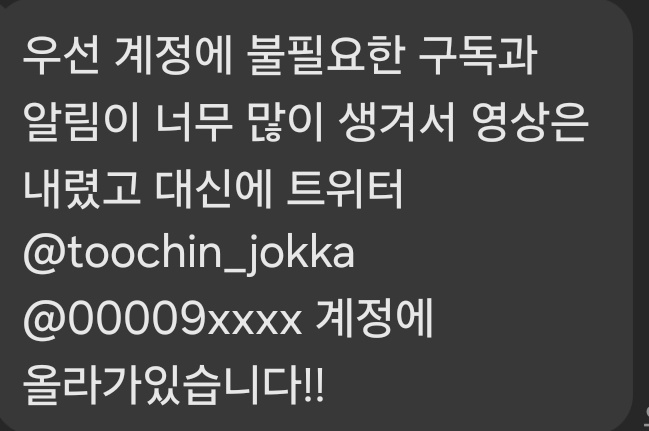 우선 계정에 불필요한 구독과
알림이 너무 많이 생겨서 영상은
내렸고 대신에 트위터
@toochin_jokka
@00009xxxx 계정에
올라가있습니다!!